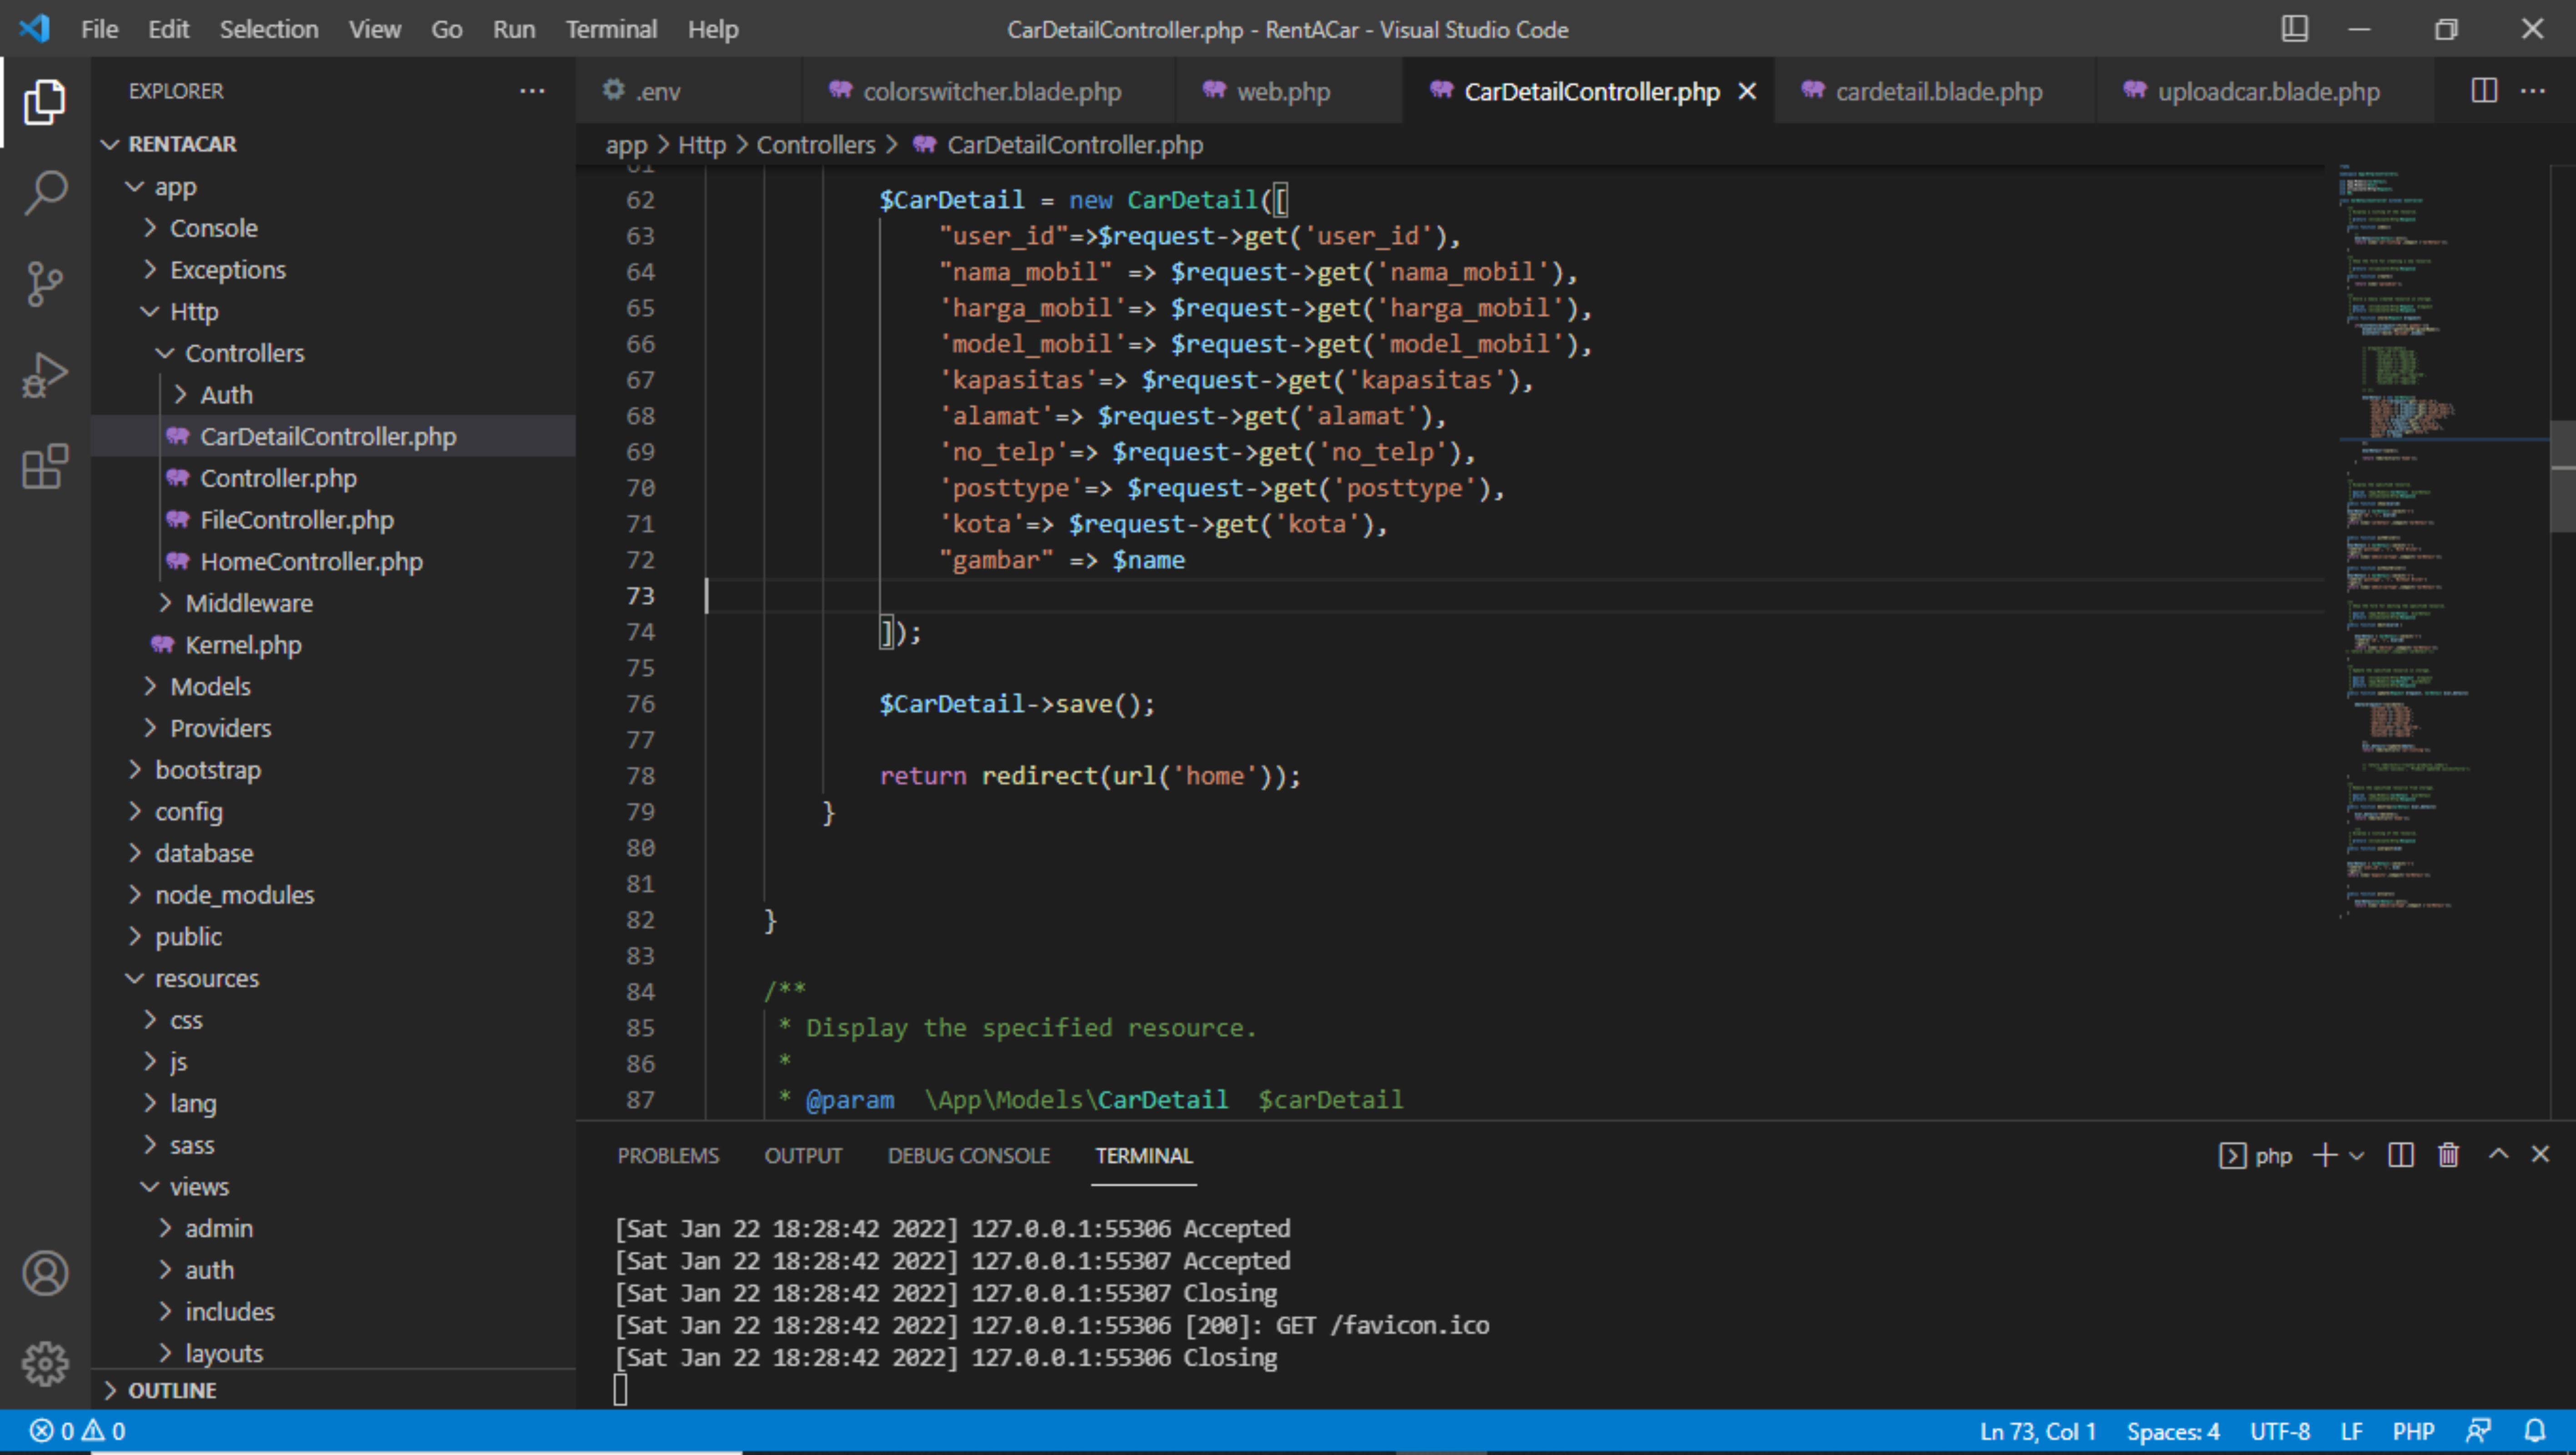 File Edit Selection View Go Run Terminal Help
CarDetailController.php - RentACar - Visual Studio Code
EXPLORER
RENTACAR
app
Console
Exceptions
Http
Controllers
Auth
CarDetailController.php
Controller.php
FileController.php
HomeController.php
Middleware
Kernel.php
Models
Providers
bootstrap
config
database
node_modules
public
resources
css
js
lang
sass
views
admin
auth
includes
layouts
OUTLINE
.env colorswitcher.blade.php web.php CarDetailController.php cardetail.blade.php uploadcar.blade.php
app > Http > Controllers > CarDetailController.php
61
62 $CarDetail = new CarDetail([
63 "user_id"=>$request->get('user_id'),
64 "nama_mobil" => $request->get('nama_mobil'),
65 'harga_mobil'=> $request->get('harga_mobil'),
66 'model_mobil'=> $request->get('model_mobil'),
67 'kapasitas'=> $request->get('kapasitas'),
68 'alamat'=> $request->get('alamat'),
69 'no_telp'=> $request->get('no_telp'),
70 'posttype'=> $request->get('posttype'),
71 'kota'=> $request->get('kota'),
72 "gambar" => $name
73
74 ]);
75
76 $CarDetail->save();
77
78 return redirect(url('home'));
79 }
80
81
82 }
83
84 /**
85 * Display the specified resource.
86 *
87 * @param \App\Models\CarDetail $carDetail
PROBLEMS OUTPUT DEBUG CONSOLE TERMINAL
php
[Sat Jan 22 18:28:42 2022] 127.0.0.1:55306 Accepted
[Sat Jan 22 18:28:42 2022] 127.0.0.1:55307 Accepted
[Sat Jan 22 18:28:42 2022] 127.0.0.1:55307 Closing
[Sat Jan 22 18:28:42 2022] 127.0.0.1:55306 [200]: GET /favicon.ico
[Sat Jan 22 18:28:42 2022] 127.0.0.1:55306 Closing
0 0
Ln 73, Col 1 Spaces: 4 UTF-8 LF PHP